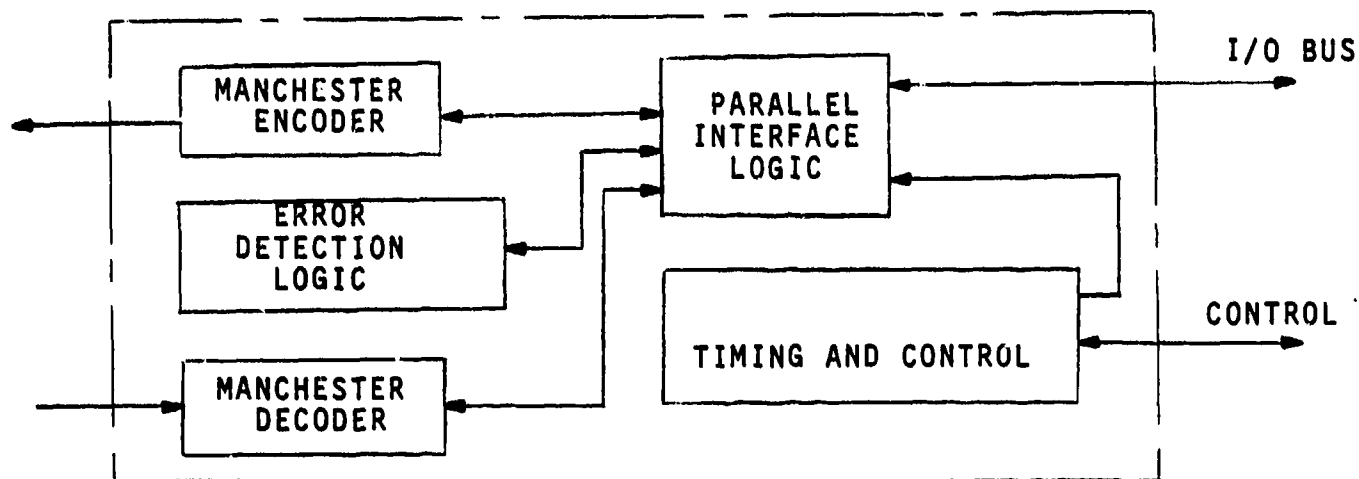 I/O BUS
MANCHESTER
ENCODER
PARALLEL
INTERFACE
LOGIC
ERROR
DETECTION
LOGIC
CONTROL
TIMING AND CONTROL
MANCHESTER
DECODER